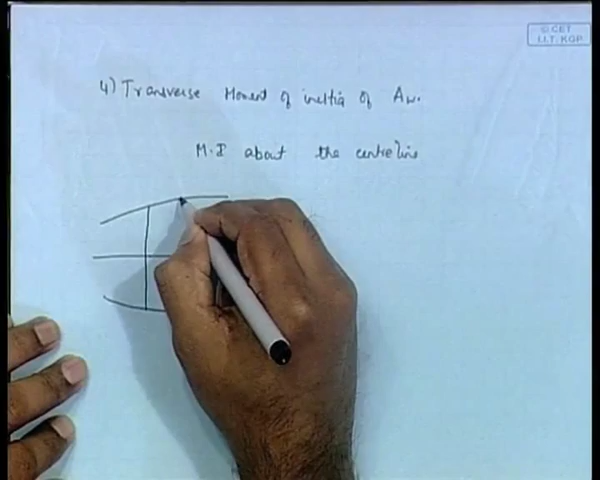 © CET
I.I.T. KGP
4) Transverse Moment of inertia of Aw.
M.I about the centreline